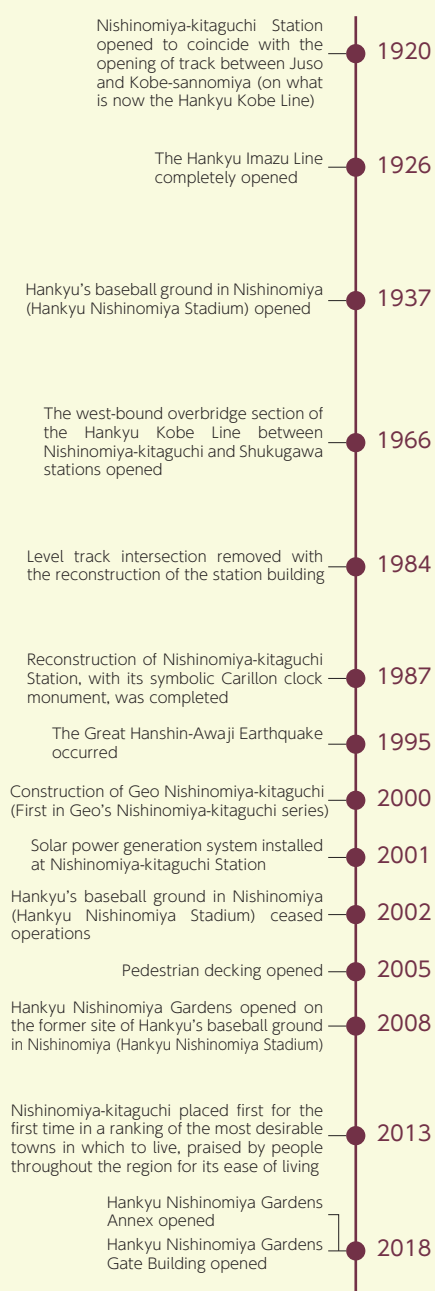 Nishinomiya-kitaguchi Station
opened to coincide with the
opening of track between Juso
and Kobe-sannomiya (on what
is now the Hankyu Kobe Line)
1920
The Hankyu Imazu Line
completely opened
1926
Hankyu's baseball ground in Nishinomiya
(Hankyu Nishinomiya Stadium) opened
1937
The west-bound overbridge section of
the Hankyu Kobe Line between
Nishinomiya-kitaguchi and Shukugawa
stations opened
1966
Level track intersection removed with
the reconstruction of the station building
1984
Reconstruction of Nishinomiya-kitaguchi
Station, with its symbolic Carillon clock
monument, was completed
1987
The Great Hanshin-Awaji Earthquake
occurred
1995
Construction of Geo Nishinomiya-kitaguchi
(First in Geo's Nishinomiya-kitaguchi series)
2000
Solar power generation system installed
at Nishinomiya-kitaguchi Station
2001
Hankyu's baseball ground in Nishinomiya
(Hankyu Nishinomiya Stadium) ceased
operations
2002
Pedestrian decking opened
2005
Hankyu Nishinomiya Gardens opened on
the former site of Hankyu's baseball ground
in Nishinomiya (Hankyu Nishinomiya Stadium)
2008
Nishinomiya-kitaguchi placed first for the
first time in a ranking of the most desirable
towns in which to live, praised by people
throughout the region for its ease of living
2013
Hankyu Nishinomiya Gardens
Annex opened
Hankyu Nishinomiya Gardens
Gate Building opened
2018